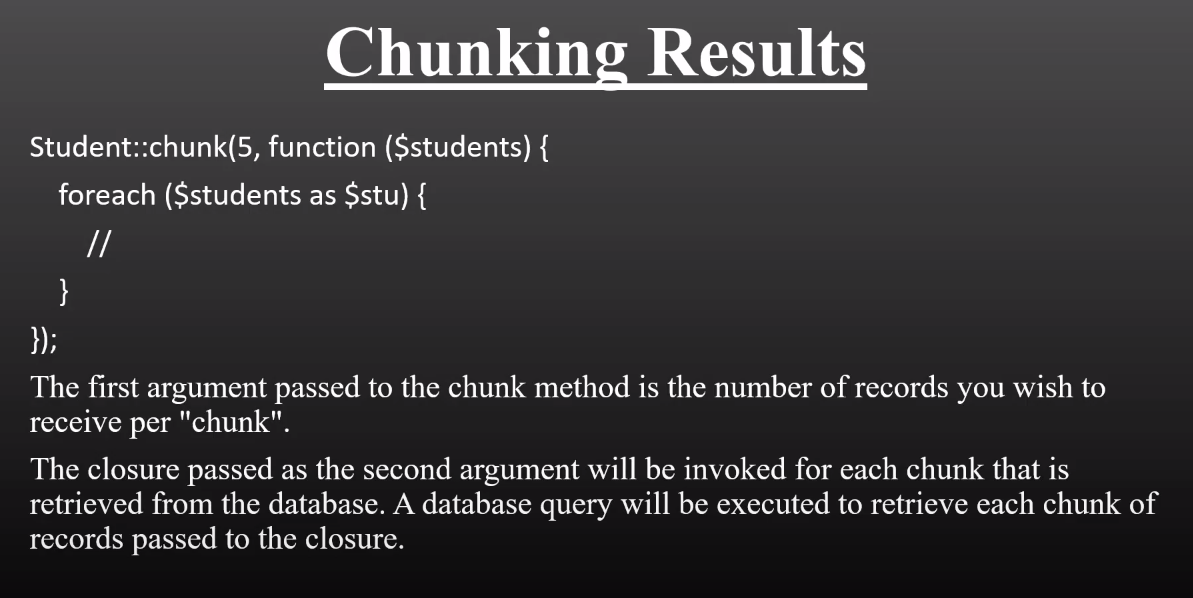 Chunking Results
Student::chunk(5, function ($students) {
foreach ($students as $stu) {
//
}
});
The first argument passed to the chunk method is the number of records you wish to
receive per "chunk".
The closure passed as the second argument will be invoked for each chunk that is
retrieved from the database. A database query will be executed to retrieve each chunk of
records passed to the closure.